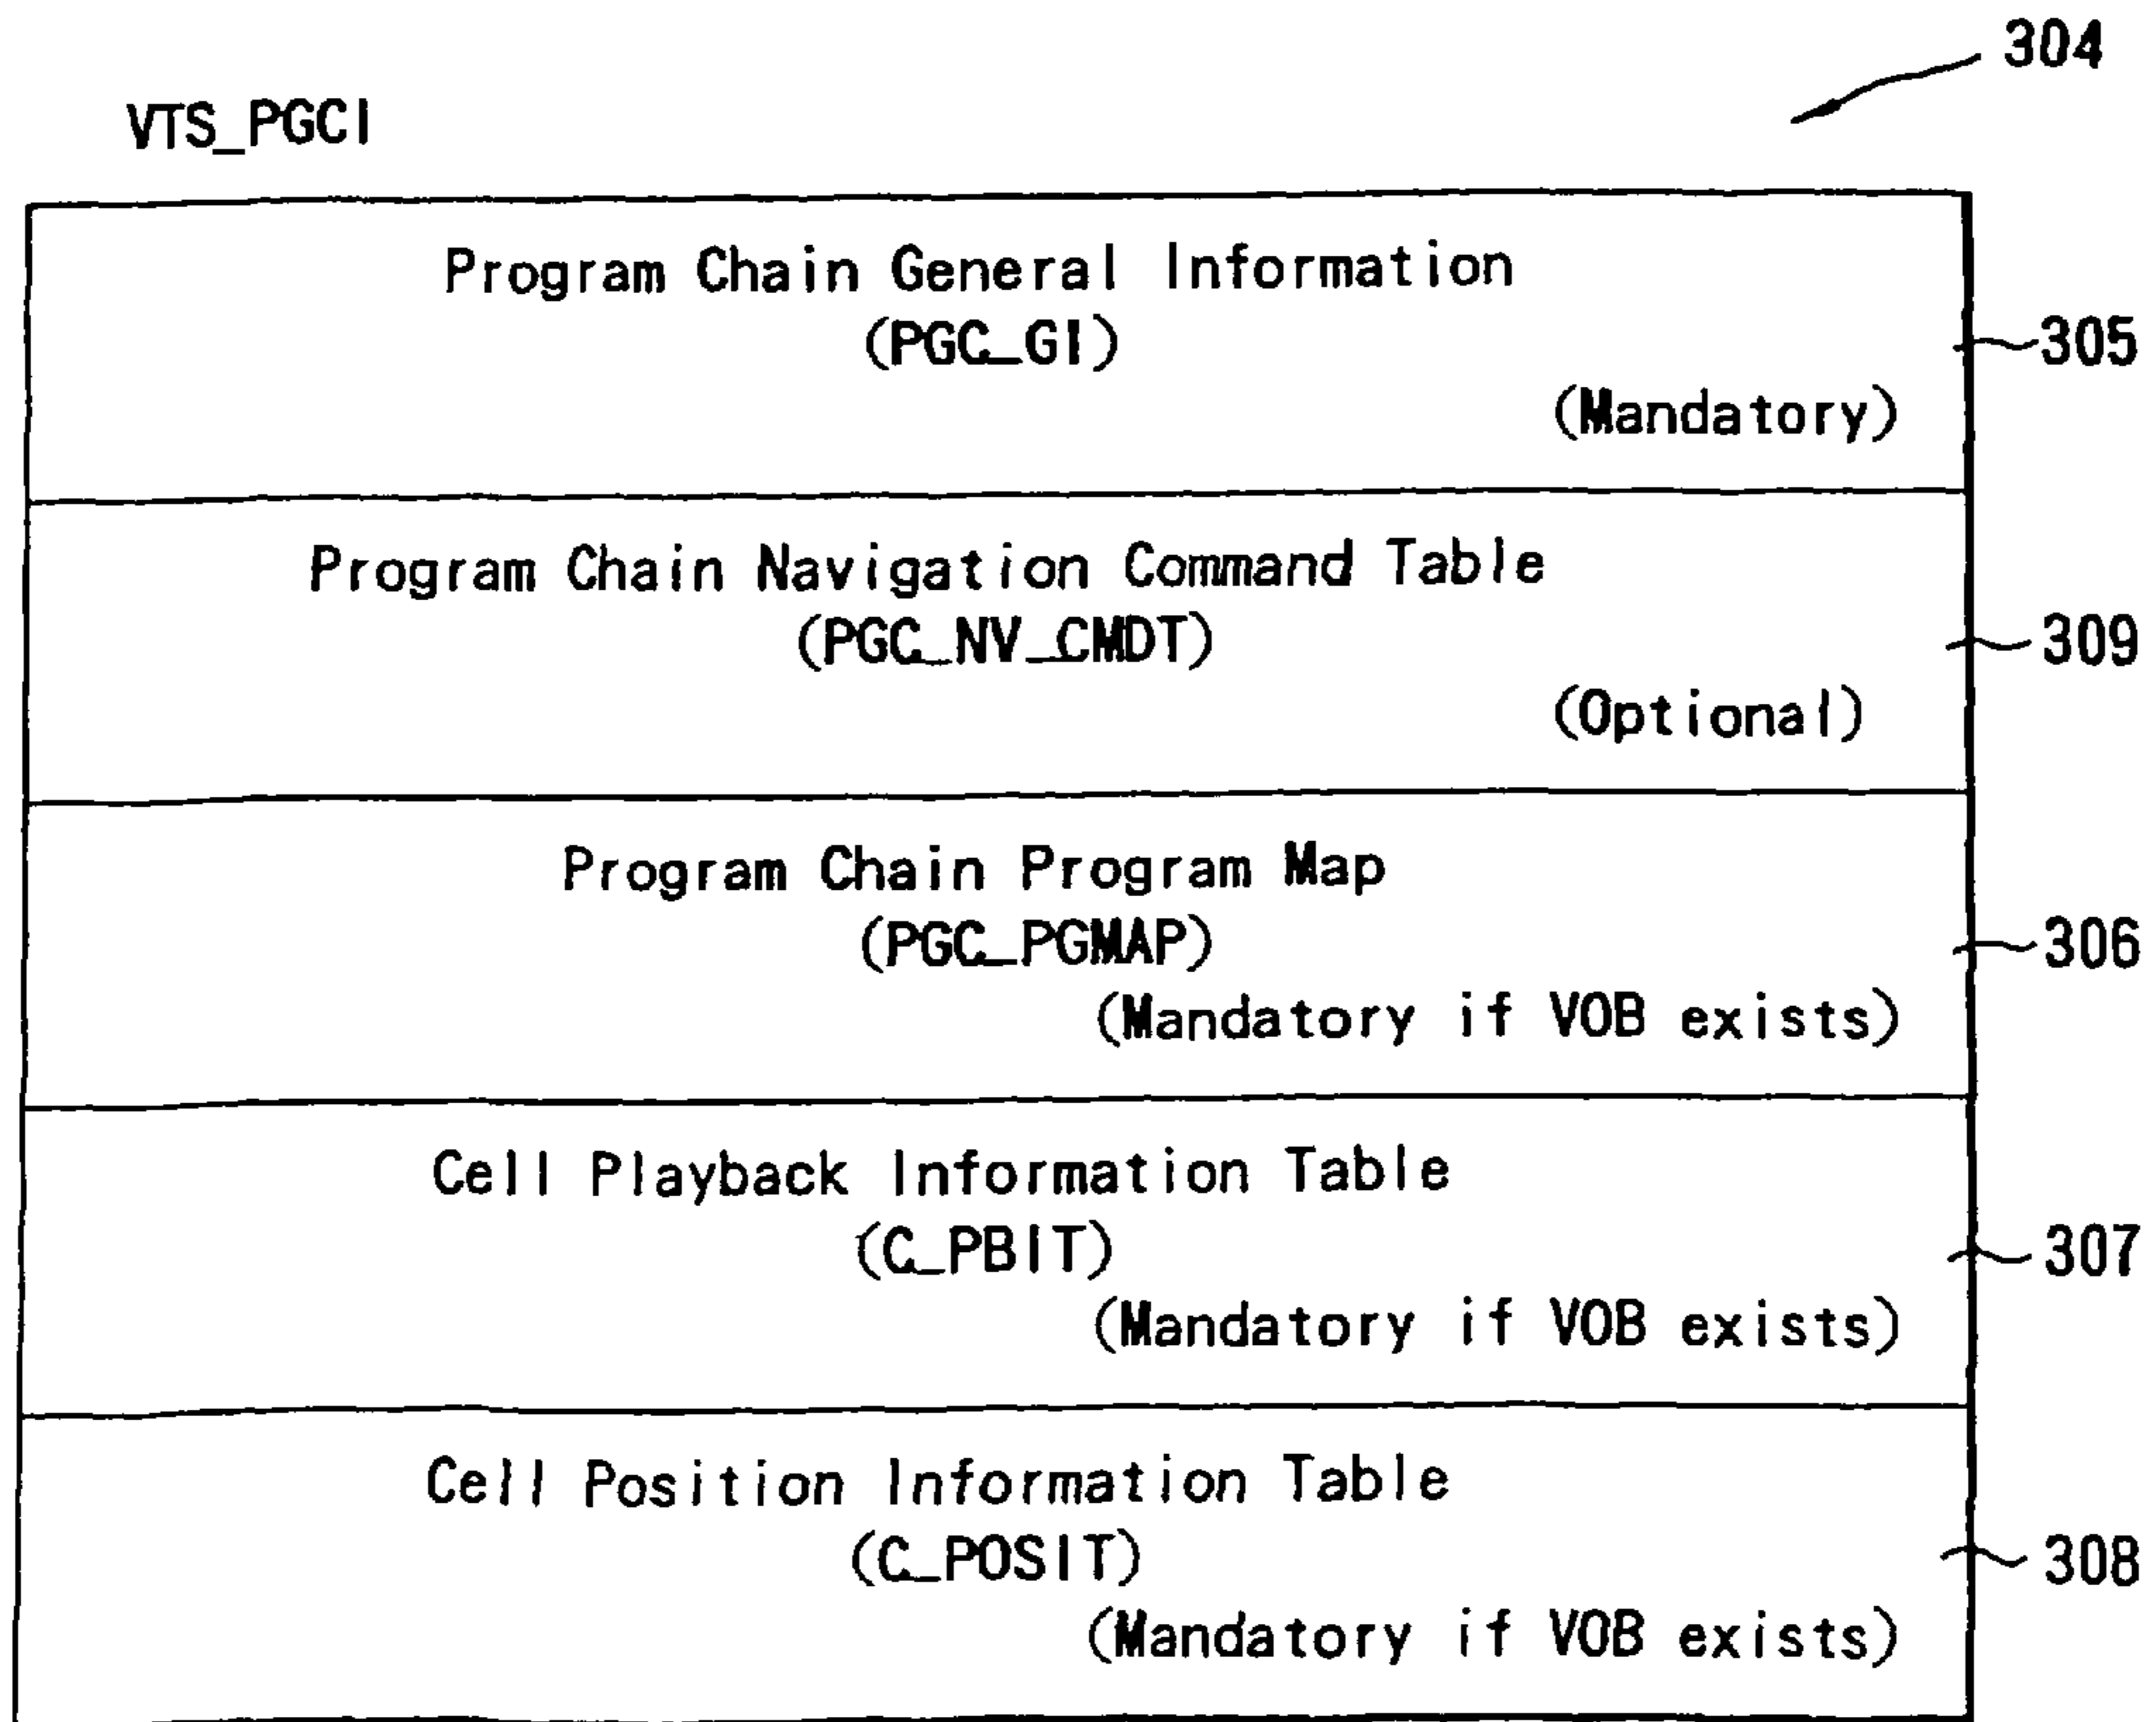 304
VTS_PGCI
Program Chain General Information
(PGC_GI)
(Mandatory)
305
Program Chain Navigation Command Table
(PGC_NV_CMDT)
(Optional)
309
Program Chain Program Map
(PGC_PGMAP)
(Mandatory if VOB exists)
306
Cell Playback Information Table
(C_PBIT)
(Mandatory if VOB exists)
307
Cell Position Information Table
(C_POSIT)
(Mandatory if VOB exists)
308